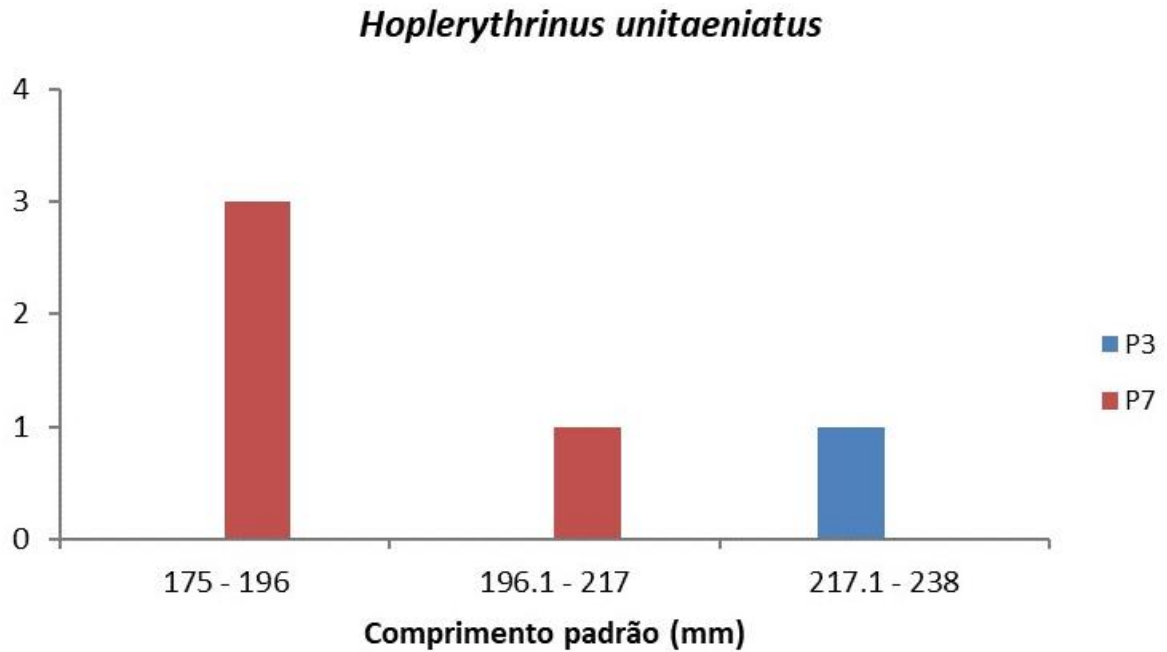 Hoplerythrinus unitaeniatus
4
3
2
1
0
175 - 196
196.1 - 217
217.1 - 238
Comprimento padrão (mm)
P3
P7